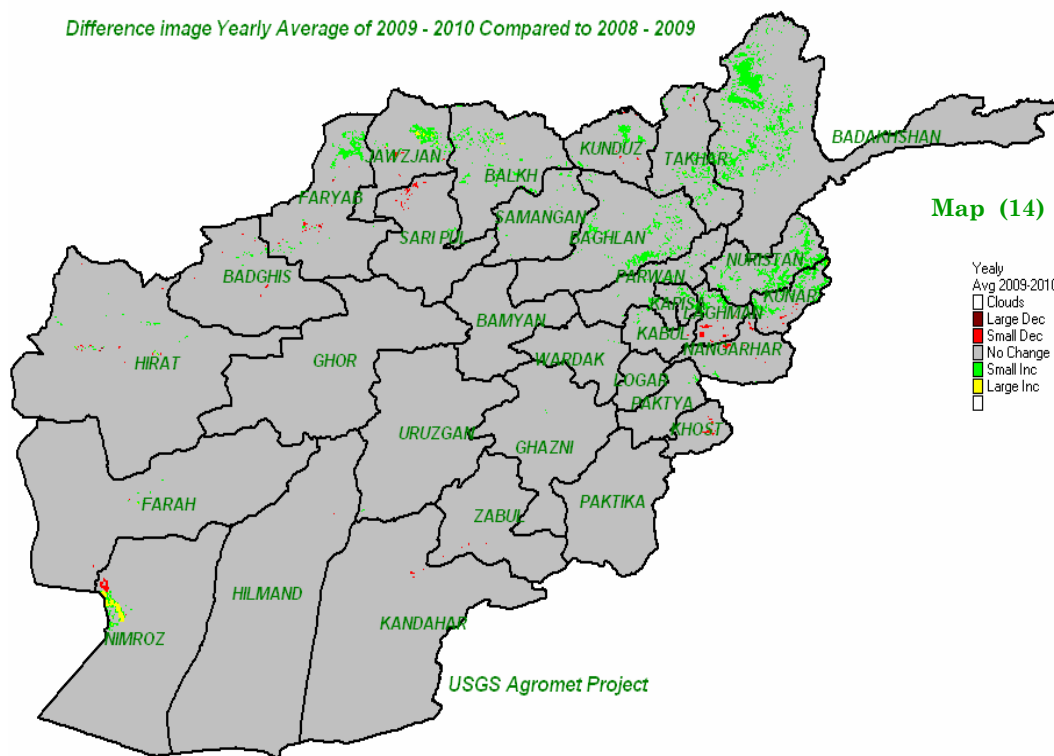 Difference image Yearly Average of 2009 - 2010 Compared to 2008 - 2009
BADAKHSHAN
JAWZJAN
KUNDUZ
TAKHAR
BALKH
FARYAB
Map (14)
SAMANGAN
SARI PUL
BAGHLAN
NURISTAN
BADGHIS
PARWAN
KAPISA
KUNAR
LAGHMAN
BAMYAN
KABUL
NANGARHAR
HIRAT
GHOR
WARDAK
LOGAR
PAKTYA
URUZGAN
KHOST
GHAZNI
FARAH
ZABUL
PAKTIKA
HILMAND
KANDAHAR
NIMROZ
USGS Agromet Project
Yealy
Avg 2009-2010
Clouds
Large Dec
Small Dec
No Change
Small Inc
Large Inc